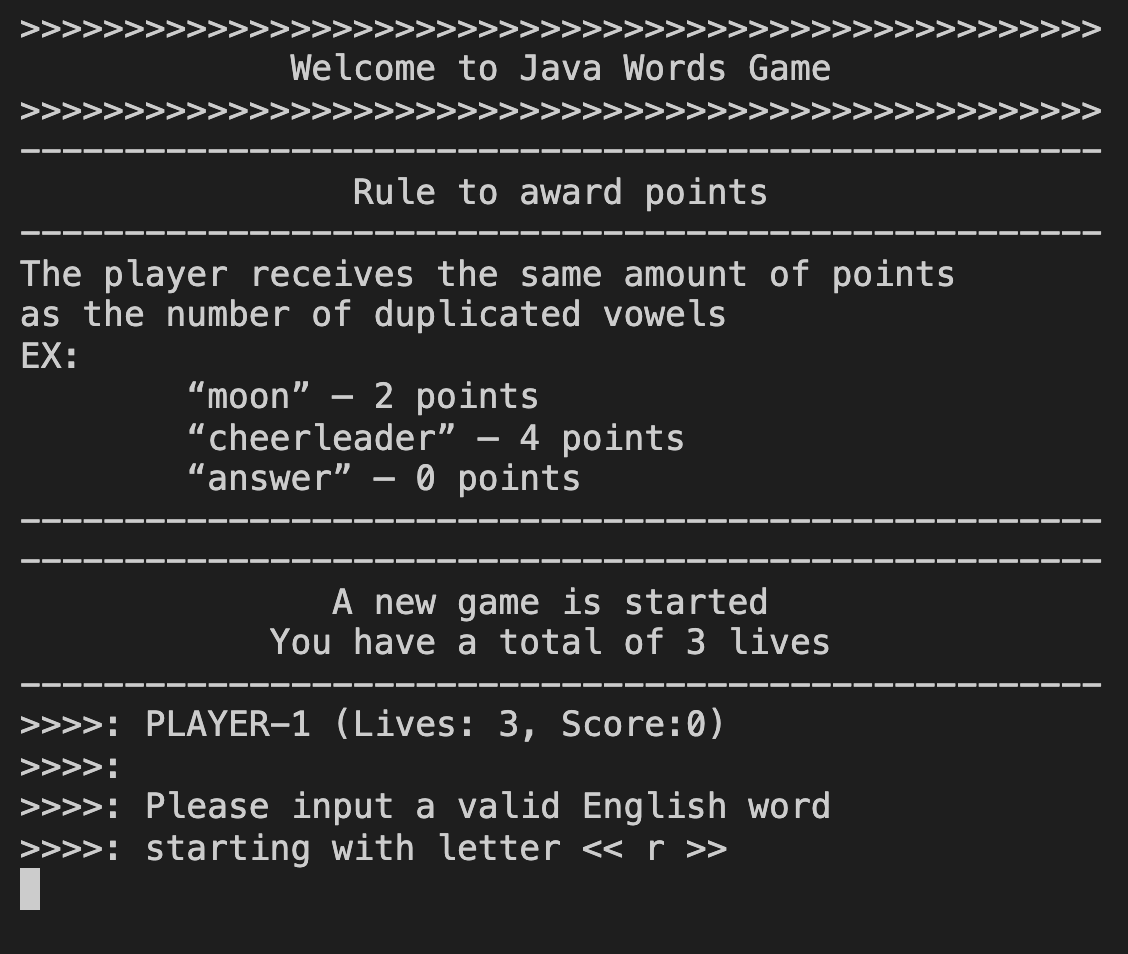 >>>>>>>>>>>>>>>>>>>>>>>>>>>>>>>>>>>>>>>>>>>>>>>>>>>>
Welcome to Java Words Game
>>>>>>>>>>>>>>>>>>>>>>>>>>>>>>>>>>>>>>>>>>>>>>>>>>>>
----------------------------------------------------
Rule to award points
----------------------------------------------------
The player receives the same amount of points
as the number of duplicated vowels
EX:
“moon” – 2 points
“cheerleader” – 4 points
“answer” – 0 points
----------------------------------------------------
----------------------------------------------------
A new game is started
You have a total of 3 lives
----------------------------------------------------
>>>>: PLAYER-1 (Lives: 3, Score:0)
>>>>:
>>>>: Please input a valid English word
>>>>: starting with letter << r >>